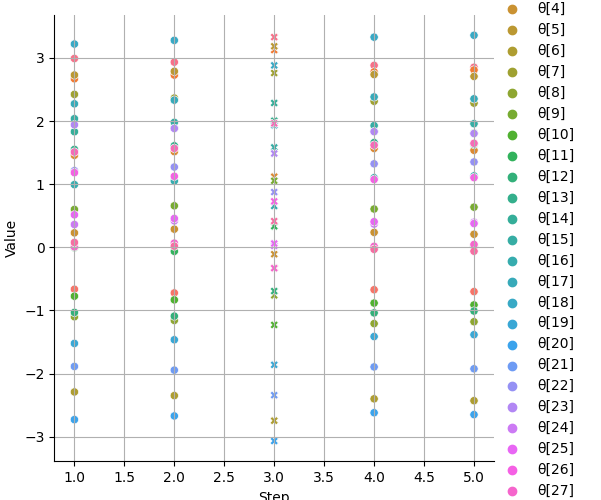 Value
3
2
1
0
−1
−2
−3
1.0 1.5 2.0 2.5 3.0 3.5 4.0 4.5 5.0
Step
θ[4]
θ[5]
θ[6]
θ[7]
θ[8]
θ[9]
θ[10]
θ[11]
θ[12]
θ[13]
θ[14]
θ[15]
θ[16]
θ[17]
θ[18]
θ[19]
θ[20]
θ[21]
θ[22]
θ[23]
θ[24]
θ[25]
θ[26]
θ[27]